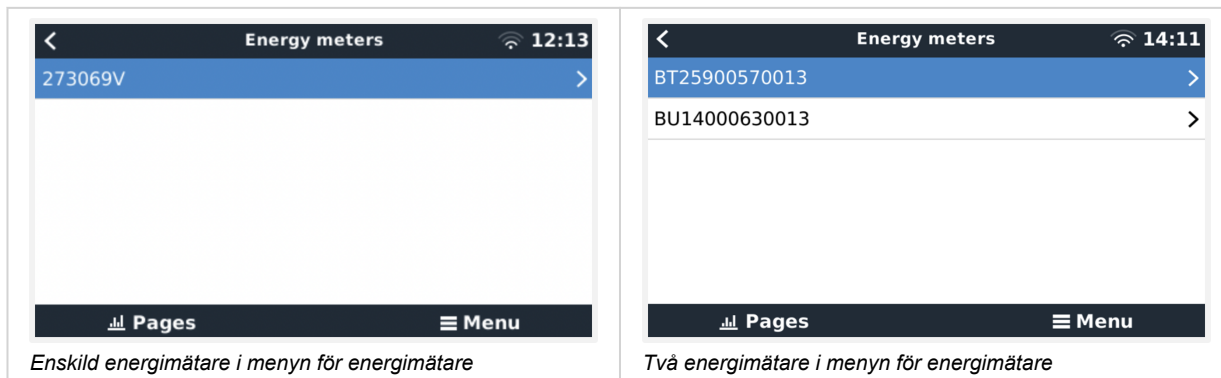 Energy meters 12:13
273069V
Pages Menu
Enskild energimätare i menyn för energimätare
Energy meters 14:11
BT25900570013
BU14000630013
Pages Menu
Två energimätare i menyn för energimätare